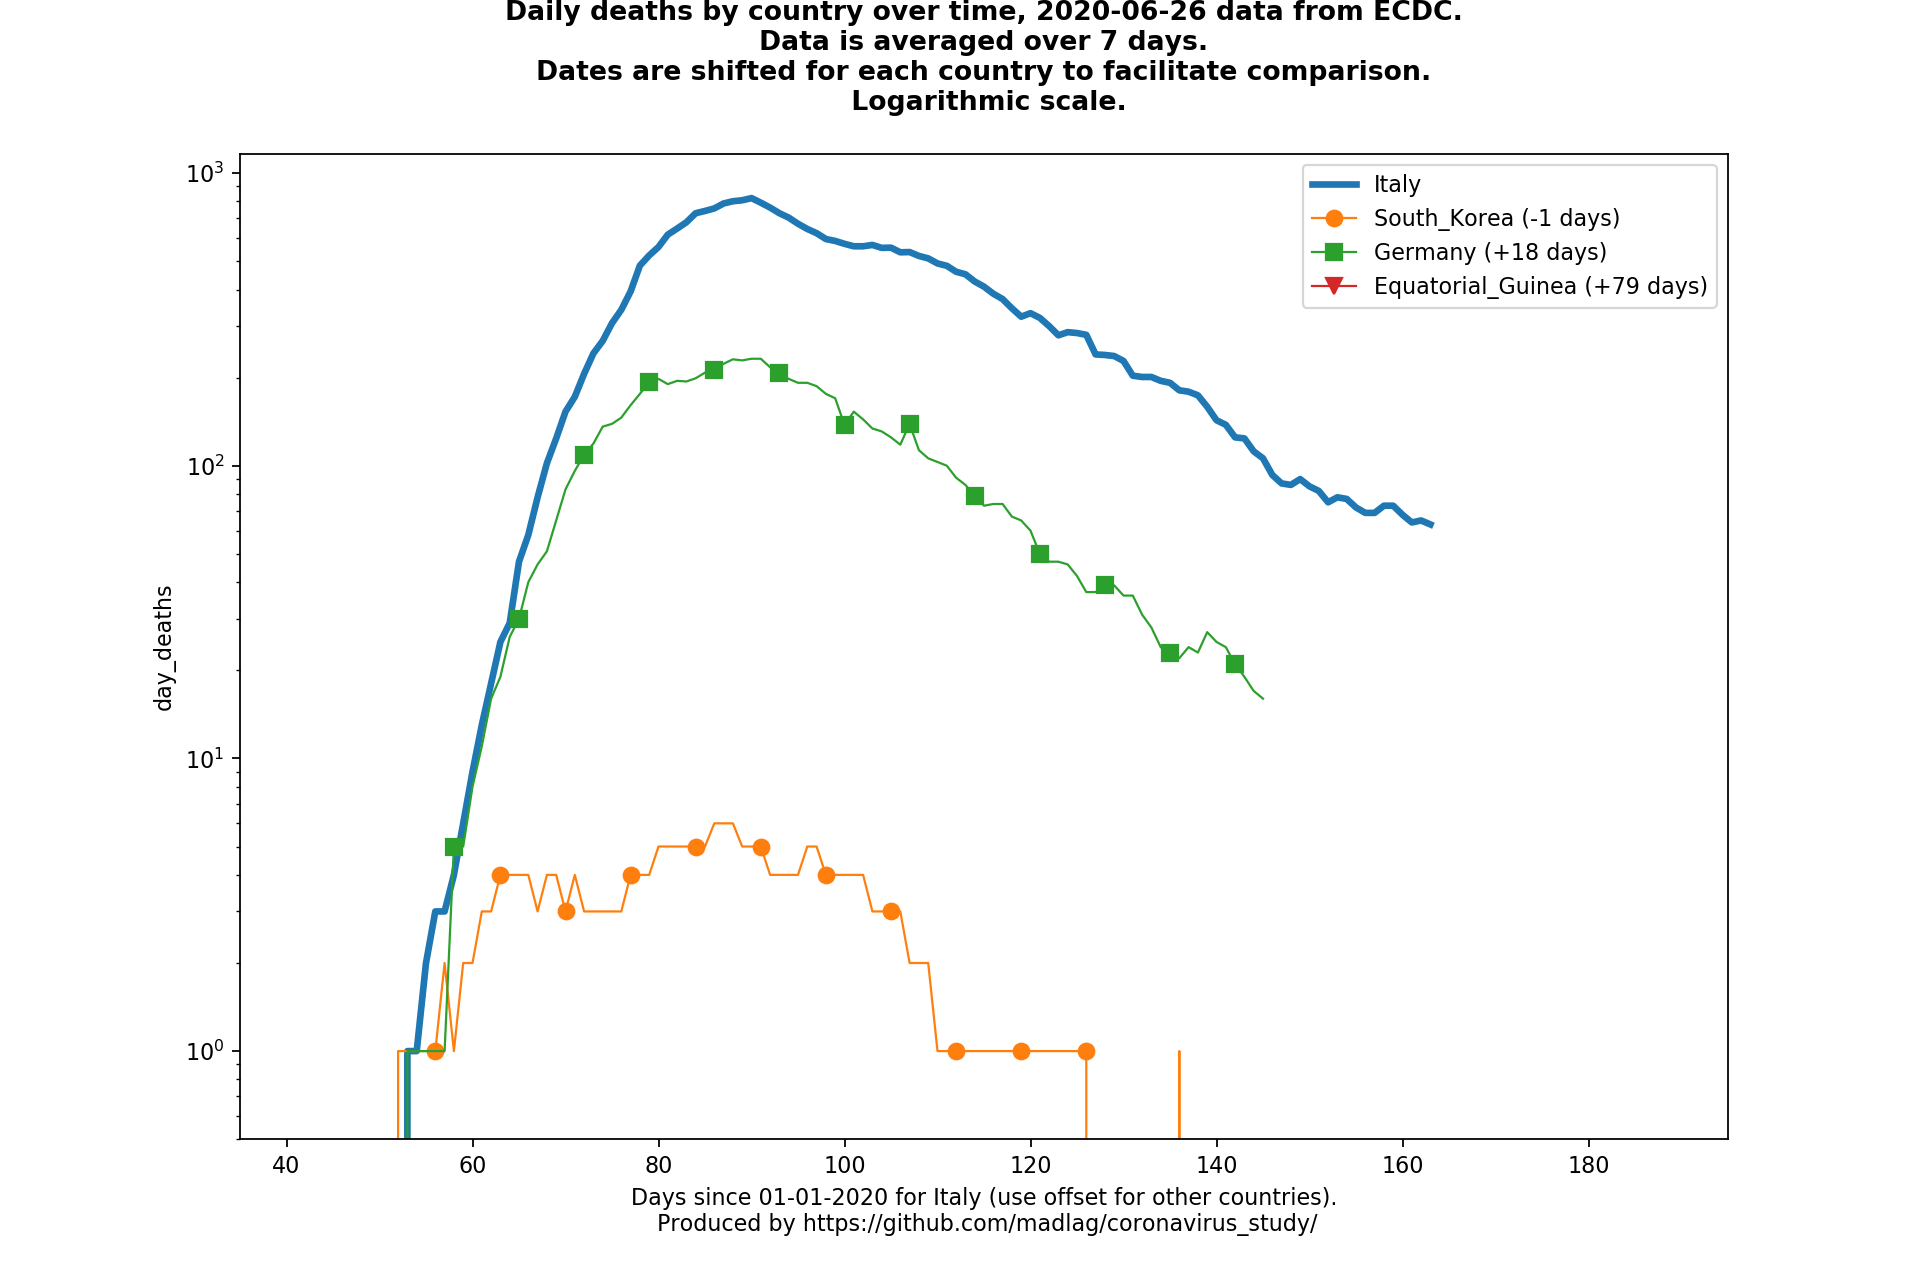 Daily deaths by country over time, 2020-06-26 data from ECDC.
Data is averaged over 7 days.
Dates are shifted for each country to facilitate comparison.
Logarithmic scale.
10³
10²
10¹
10⁰
day_deaths
Italy
South_Korea (-1 days)
Germany (+18 days)
Equatorial_Guinea (+79 days)
40 60 80 100 120 140 160 180
Days since 01-01-2020 for Italy (use offset for other countries).
Produced by https://github.com/madlag/coronavirus_study/